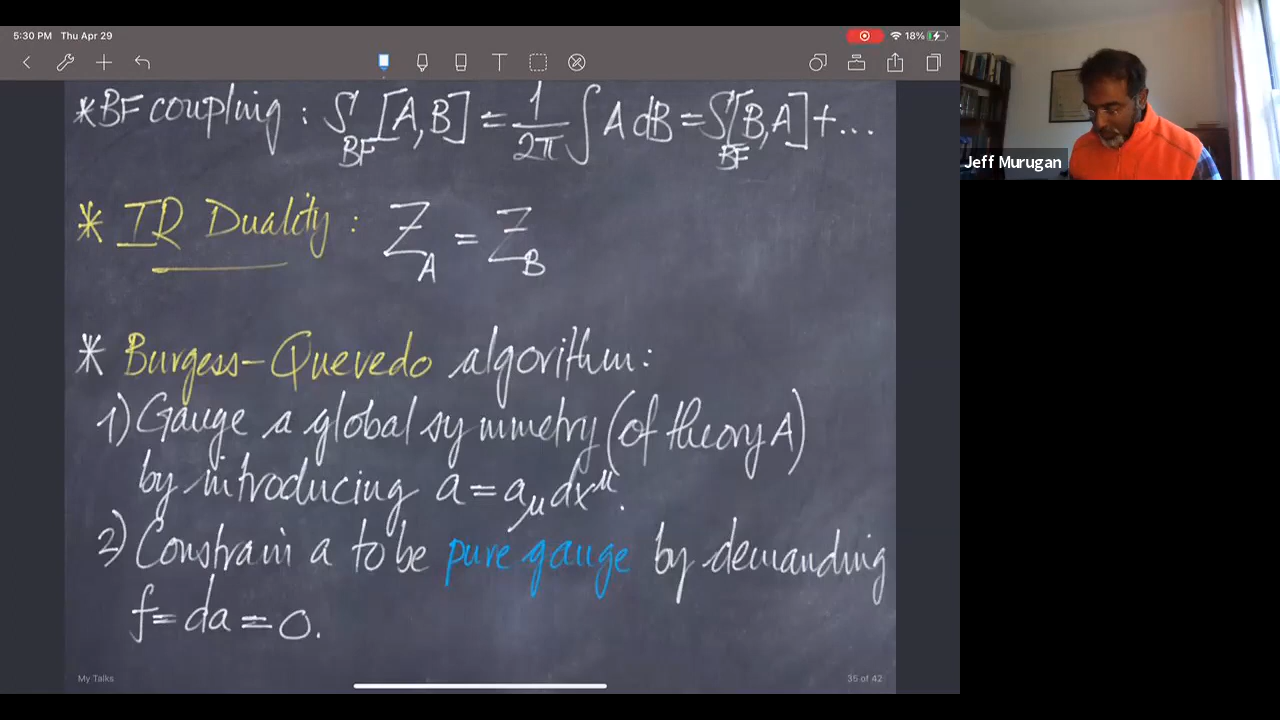 5:30 PM Thu Apr 29
18%
*BF coupling : S_BF [A,B] = 1/2π ∫ A dB = S_BF [B,A] + ...
* IR Duality : Z_A = Z_B
* Burgess-Quevedo algorithm:
1) Gauge a global symmetry (of theory A)
by introducing a = a_μ dx^μ.
2) Constrain a to be pure gauge by demanding
f = da = 0.
My Talks
35 of 42
Jeff Murugan